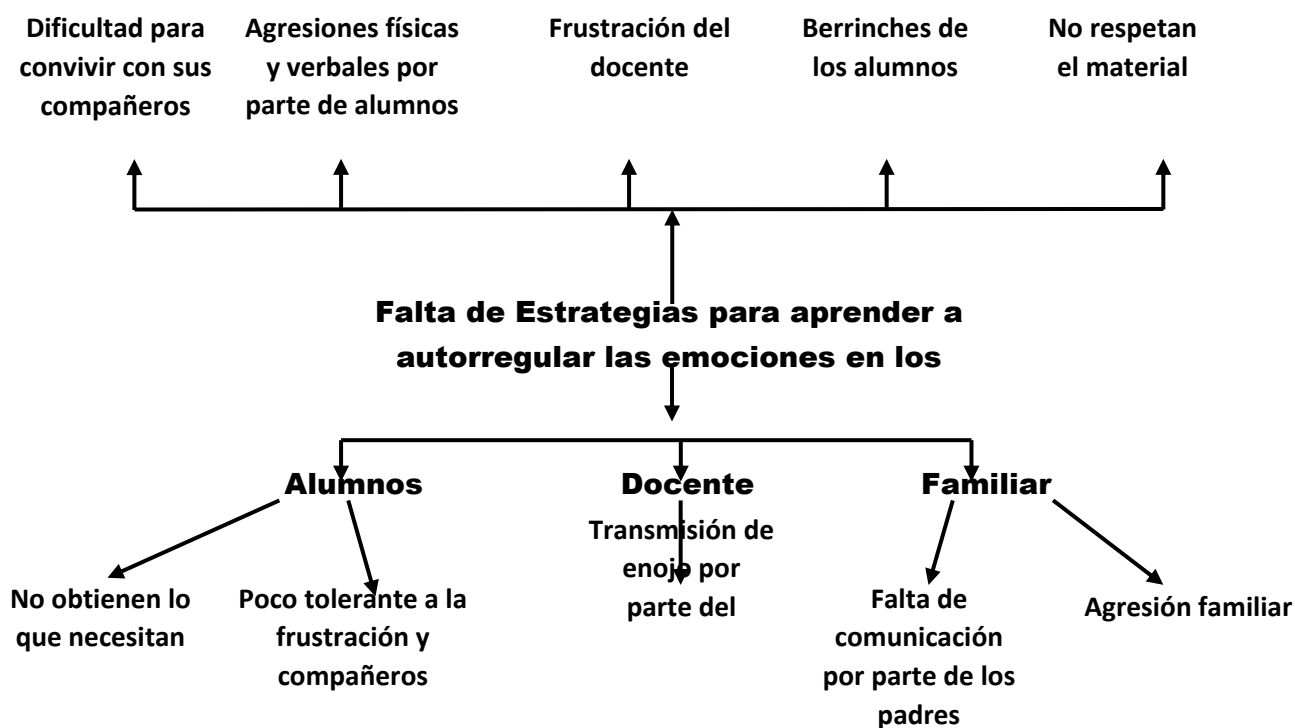 Dificultad para
convivir con sus
compañeros
Agresiones físicas
y verbales por
parte de alumnos
Frustración del
docente
Berrinches de
los alumnos
No respetan
el material
Falta de Estrategias para aprender a
autorregular las emociones en los
Alumnos
Docente
Familiar
No obtienen lo
que necesitan
Poco tolerante a la
frustración y
compañeros
Transmisión de
enojo por
parte del
Falta de
comunicación
por parte de los
padres
Agresión familiar